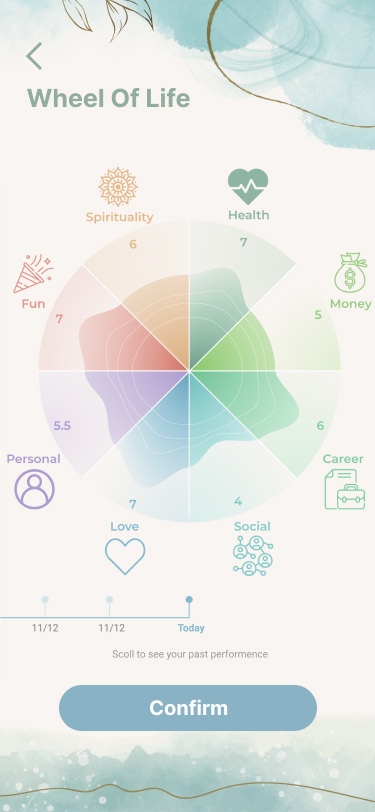 Wheel Of Life
Spirituality
Health
6
7
Fun
Money
7
5
5.5
6
Personal
Career
7
4
Love
Social
$
11/12
11/12
Today
Scoll to see your past performence
Confirm